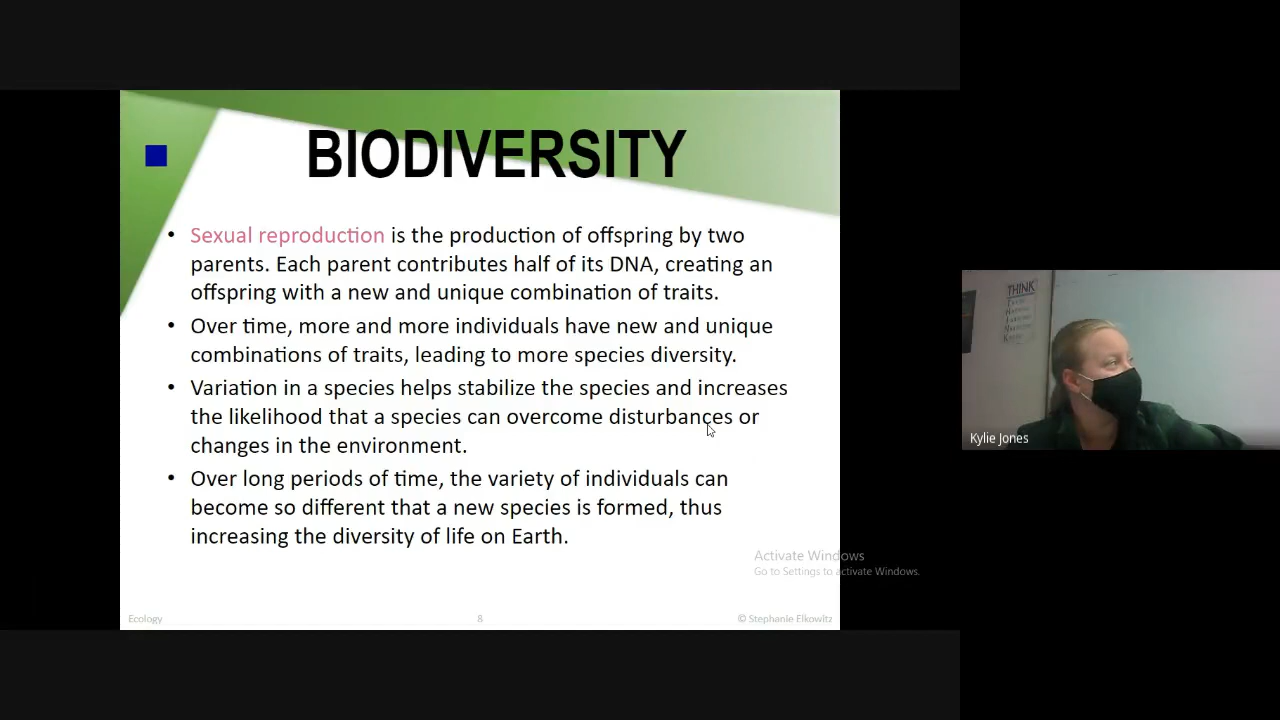 BIODIVERSITY
• Sexual reproduction is the production of offspring by two
parents. Each parent contributes half of its DNA, creating an
offspring with a new and unique combination of traits.
• Over time, more and more individuals have new and unique
combinations of traits, leading to more species diversity.
• Variation in a species helps stabilize the species and increases
the likelihood that a species can overcome disturbances or
changes in the environment.
• Over long periods of time, the variety of individuals can
become so different that a new species is formed, thus
increasing the diversity of life on Earth.
Activate Windows
Go to Settings to activate Windows.
Ecology
8
© Stephanie Elkowitz
THINK
Kylie Jones